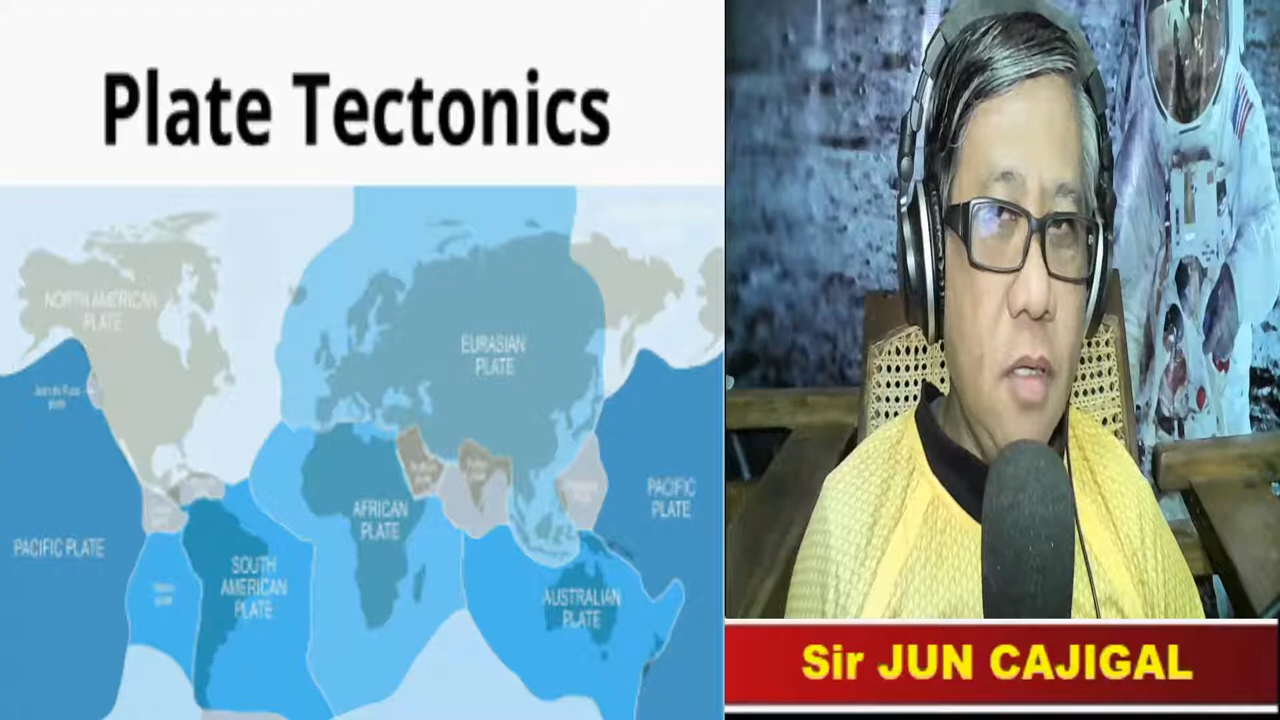 Plate Tectonics
NORTH AMERICAN
PLATE
EURASIAN
PLATE
plate
PACIFIC
PLATE
AFRICAN
PLATE
PACIFIC PLATE
SOUTH
AMERICAN
PLATE
AUSTRALIAN
PLATE
Sir JUN CAJIGAL